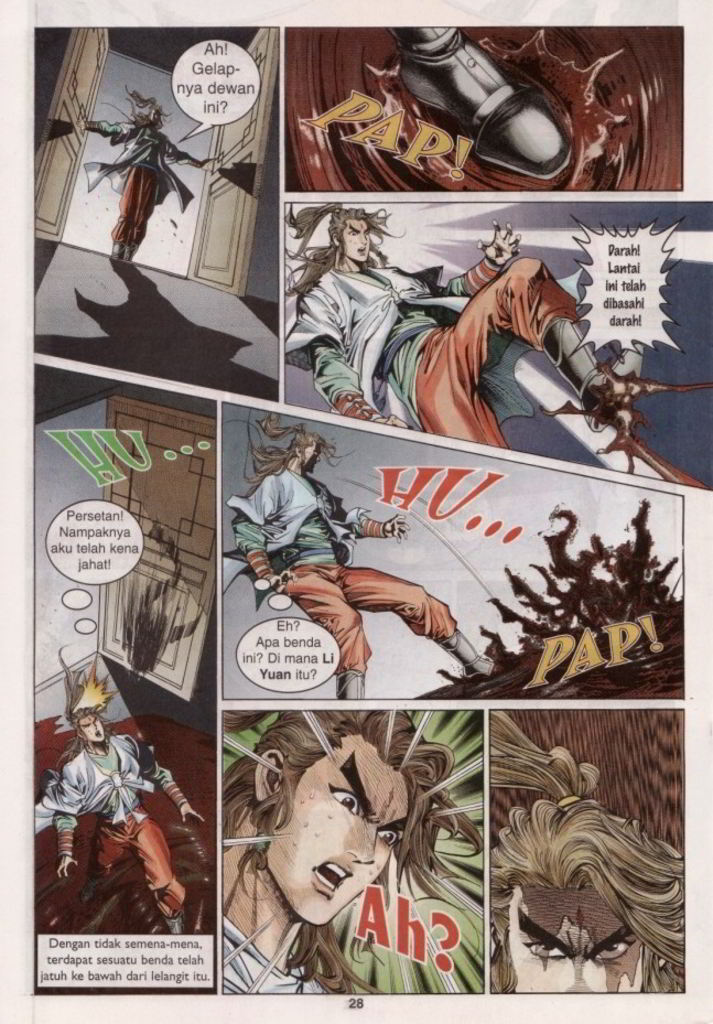 Ah!
Gelap-
nya dewan
ini?
PAP!
Darah!
Lantai
ini telah
dibasahi
darah!
HU...
Persetan!
Nampaknya
aku telah kena
jahat!
HU...
PAP!
Eh?
Apa benda
ini? Di mana Li
Yuan itu?
Dengan tidak semena-mena,
terdapat sesuatu benda telah
jatuh ke bawah dari lelangit itu.
Ah?
28